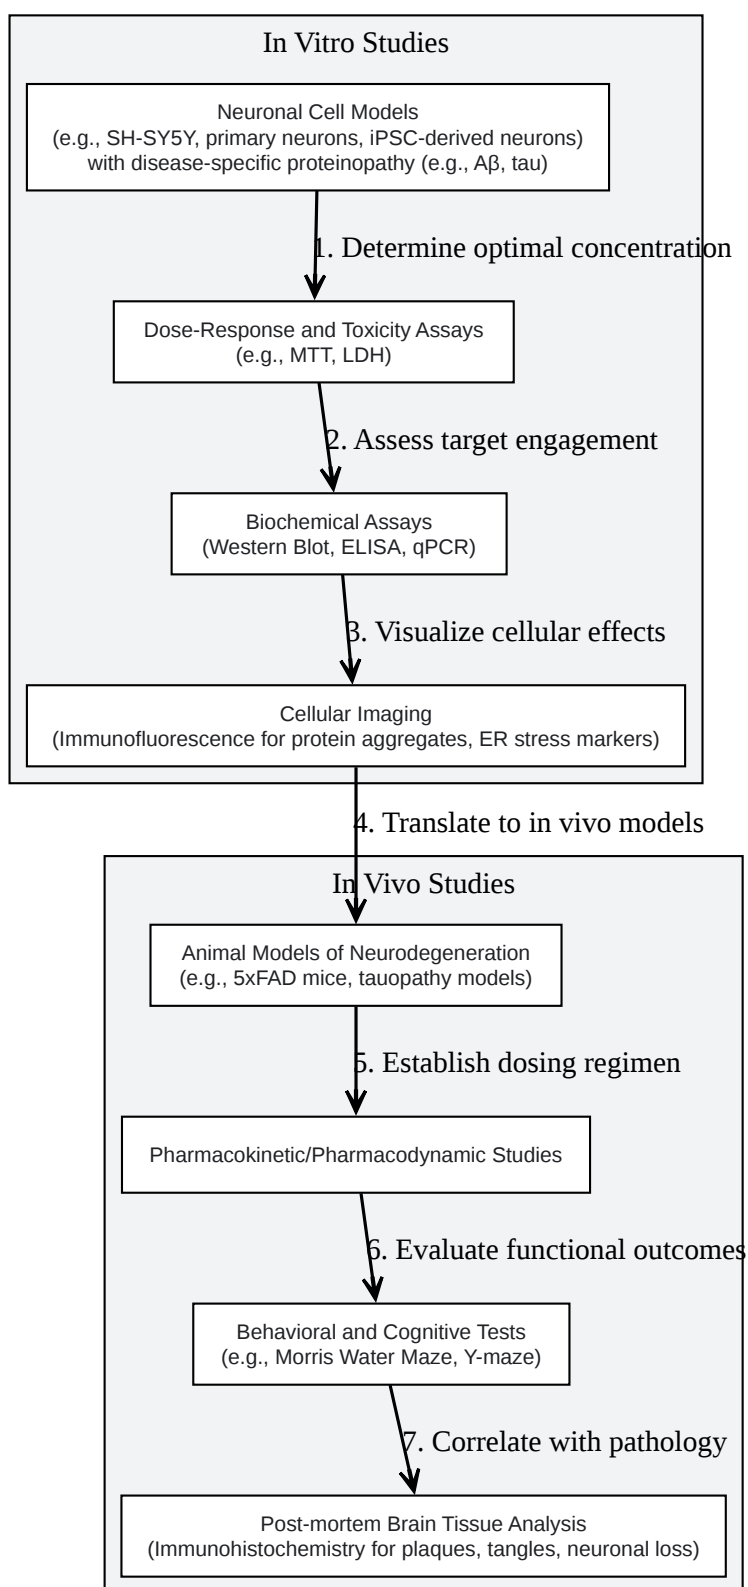 In Vitro Studies
Neuronal Cell Models
(e.g., SH-SY5Y, primary neurons, iPSC-derived neurons)
with disease-specific proteinopathy (e.g., Aβ, tau)
1. Determine optimal concentration
Dose-Response and Toxicity Assays
(e.g., MTT, LDH)
2. Assess target engagement
Biochemical Assays
(Western Blot, ELISA, qPCR)
3. Visualize cellular effects
Cellular Imaging
(Immunofluorescence for protein aggregates, ER stress markers)
4. Translate to in vivo models
In Vivo Studies
Animal Models of Neurodegeneration
(e.g., 5xFAD mice, tauopathy models)
5. Establish dosing regimen
Pharmacokinetic/Pharmacodynamic Studies
6. Evaluate functional outcomes
Behavioral and Cognitive Tests
(e.g., Morris Water Maze, Y-maze)
7. Correlate with pathology
Post-mortem Brain Tissue Analysis
(Immunohistochemistry for plaques, tangles, neuronal loss)